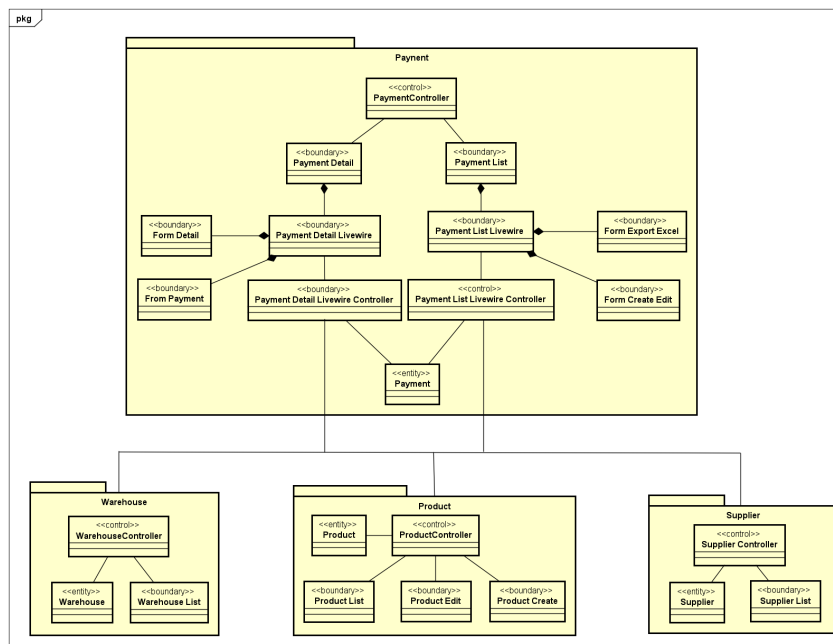 pkg
Paynent
<<control>>
PaymentController
<<boundary>>
Payment Detail
<<boundary>>
Payment List
<<boundary>>
Form Detail
<<boundary>>
Payment Detail Livewire
<<boundary>>
Payment List Livewire
<<boundary>>
Form Export Excel
<<boundary>>
From Payment
<<boundary>>
Payment Detail Livewire Controller
<<control>>
Payment List Livewire Controller
<<boundary>>
Form Create Edit
<<entity>>
Payment
Warehouse
<<control>>
WarehouseController
<<entity>>
Warehouse
<<boundary>>
Warehouse List
Product
<<entity>>
Product
<<control>>
ProductController
<<boundary>>
Product List
<<boundary>>
Product Edit
<<boundary>>
Product Create
Supplier
<<control>>
Supplier Controller
<<entity>>
Supplier
<<boundary>>
Supplier List